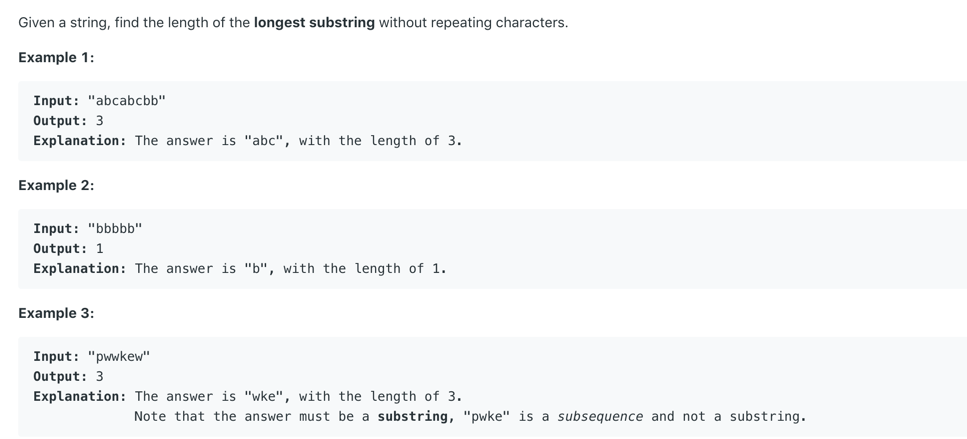 Given a string, find the length of the longest substring without repeating characters.
Example 1:
Input: "abcabcbb"
Output: 3
Explanation: The answer is "abc", with the length of 3.
Example 2:
Input: "bbbbb"
Output: 1
Explanation: The answer is "b", with the length of 1.
Example 3:
Input: "pwwkew"
Output: 3
Explanation: The answer is "wke", with the length of 3.
Note that the answer must be a substring, "pwke" is a subsequence and not a substring.